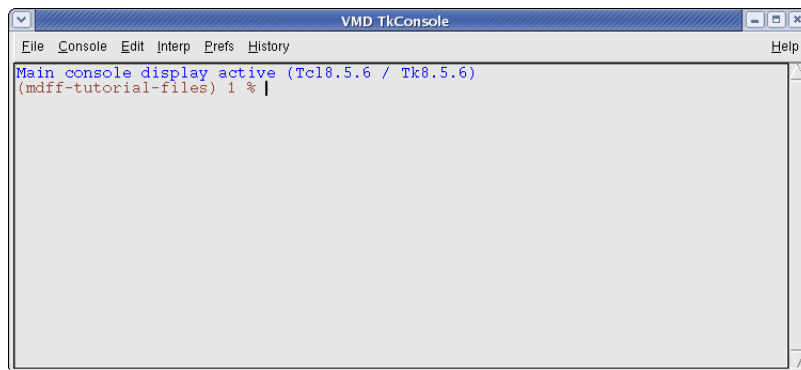 VMD TkConsole
File Console Edit Interp Prefs History Help
Main console display active (Tcl8.5.6 / Tk8.5.6)
(mdff-tutorial-files) 1 %